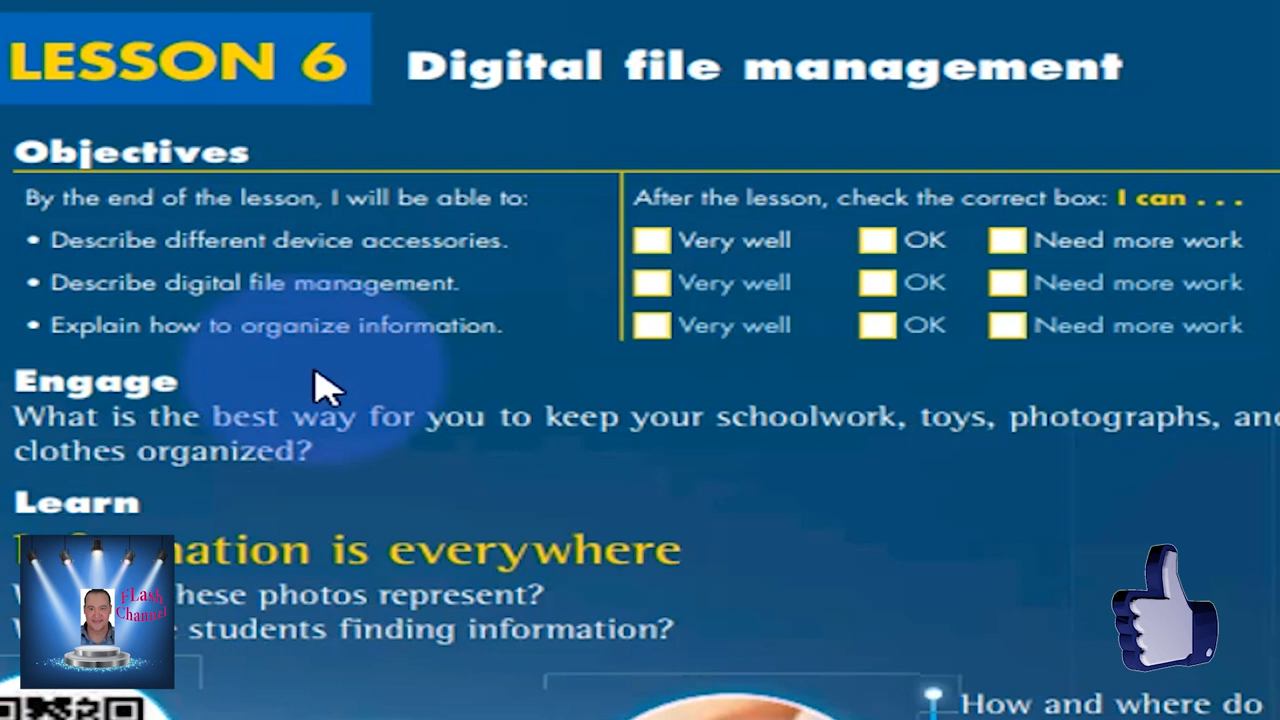 LESSON 6
Digital file management
Objectives
By the end of the lesson, I will be able to:
• Describe different device accessories.
• Describe digital file management.
• Explain how to organize information.
After the lesson, check the correct box: I can . . .
Very well OK Need more work
Very well OK Need more work
Very well OK Need more work
Engage
What is the best way for you to keep your schoolwork, toys, photographs, and
clothes organized?
Learn
is everywhere
these photos represent?
students finding information?
How and where do
FLash
Channel